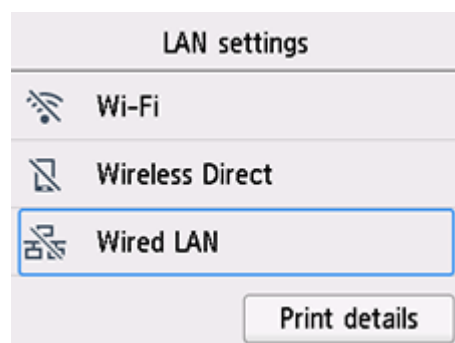 LAN settings
Wi-Fi
Wireless Direct
Wired LAN
Print details